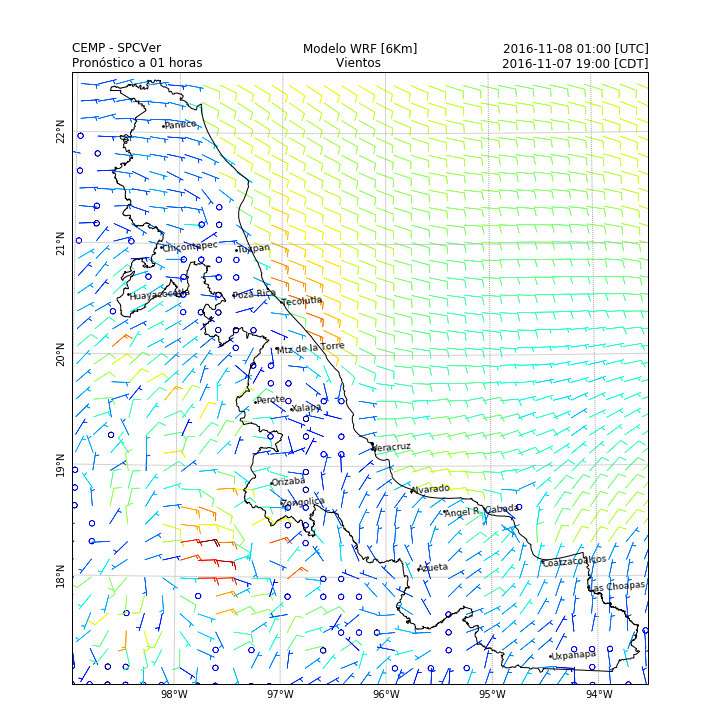 CEMP - SPCVer Modelo WRF [6Km] 2016-11-08 01:00 [UTC]
Pronóstico a 01 horas Vientos 2016-11-07 19:00 [CDT]
22°N
Panuco
21°N
Chicontepec
Tuxpan
Huayacocotla
Poza Rica
Tecolutla
20°N
Mtz de la Torre
Perote
Xalapa
Veracruz
19°N
Orizaba
Alvarado
Zongolica
Angel R. Cabada
18°N
Azueta
Coatzacoalcos
Las Choapas
Uxpanapa
98°W 97°W 96°W 95°W 94°W